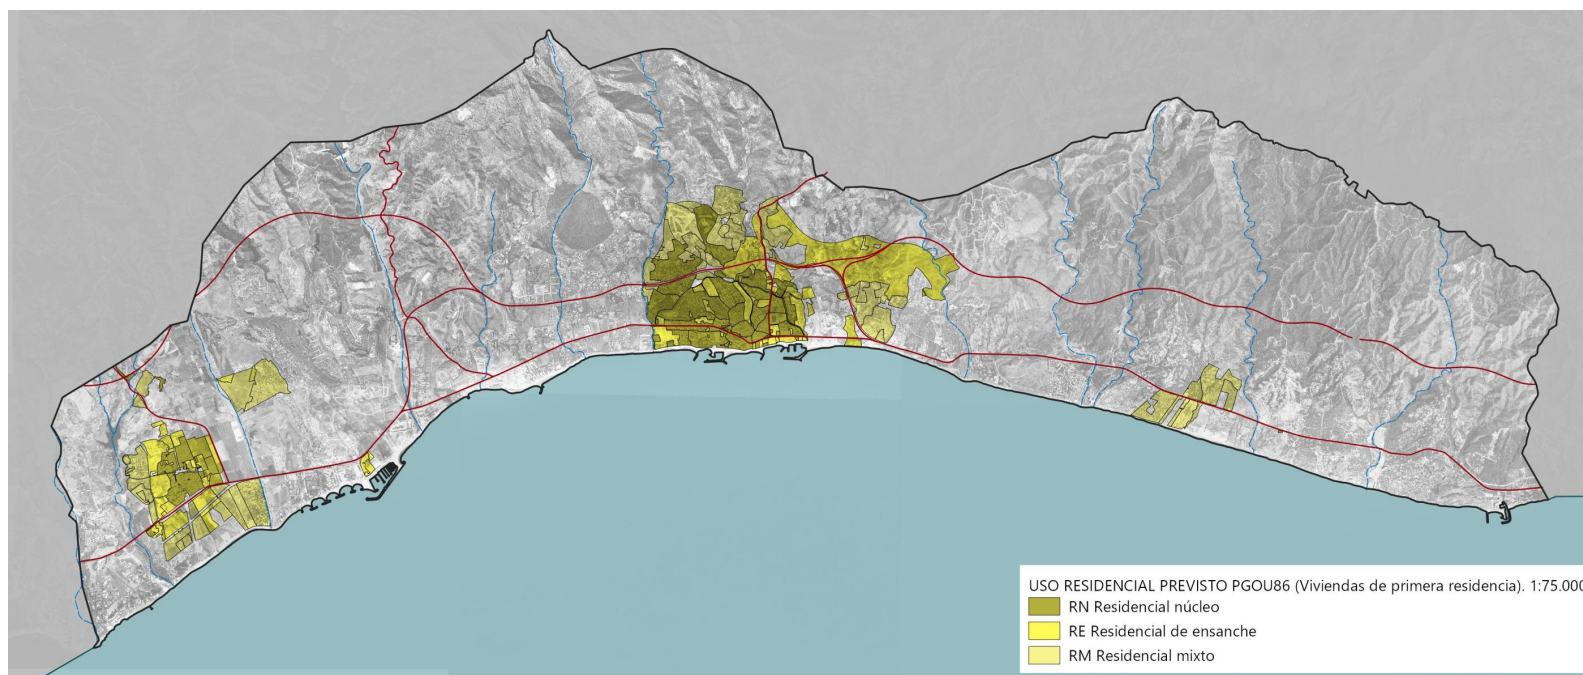 USO RESIDENCIAL PREVISTO PGOU86 (Viviendas de primera residencia). 1:75.000
RN Residencial núcleo
RE Residencial de ensanche
RM Residencial mixto